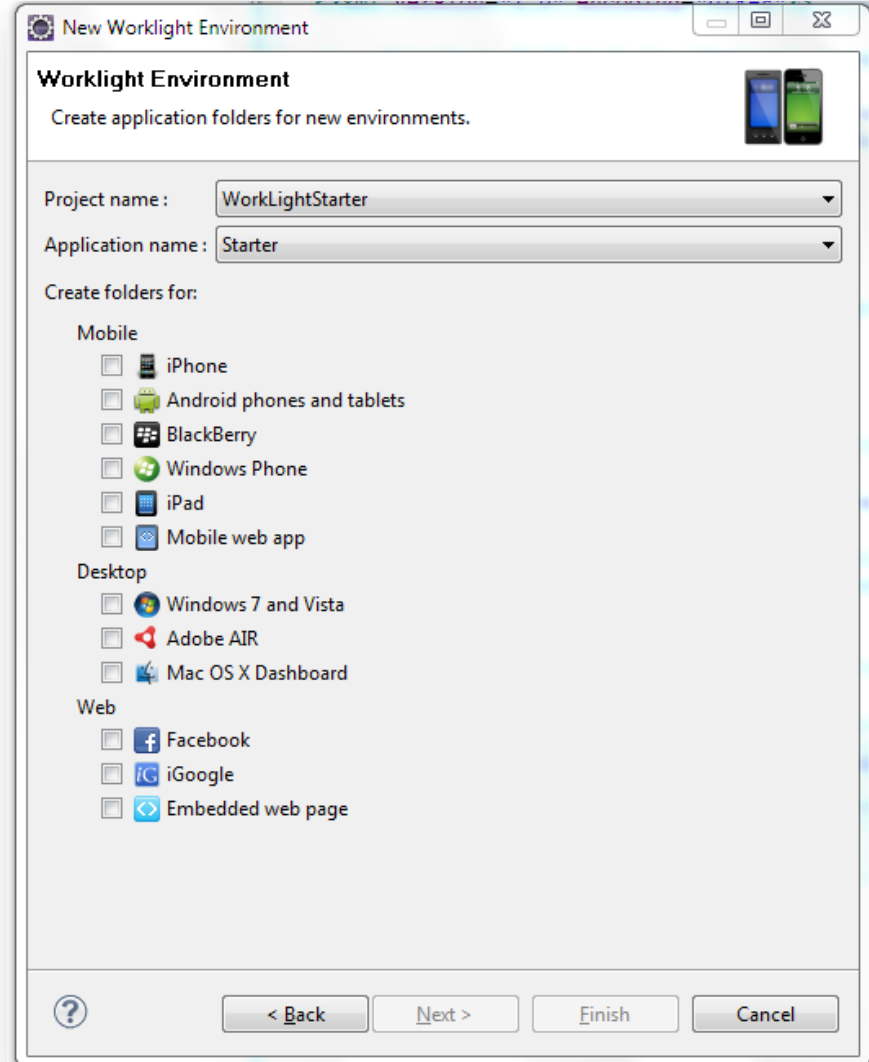 New Worklight Environment
Worklight Environment
Create application folders for new environments.
Project name :
WorkLightStarter
Application name :
Starter
Create folders for:
Mobile
iPhone
Android phones and tablets
BlackBerry
Windows Phone
iPad
Mobile web app
Desktop
Windows 7 and Vista
Adobe AIR
Mac OS X Dashboard
Web
Facebook
iGoogle
Embedded web page
? < Back Next > Finish Cancel